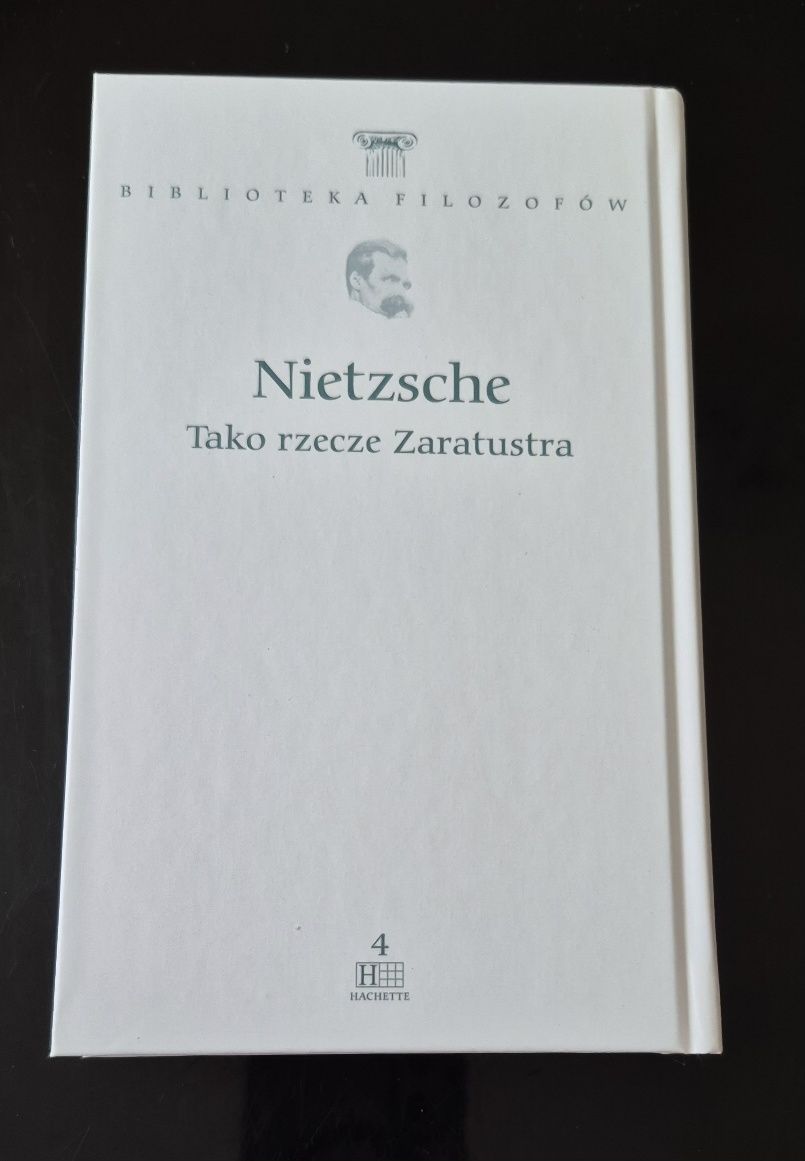 BIBLIOTEKA FILOZOFÓW
Nietzsche
Tako rzecze Zaratustra
4
H
HACHETTE